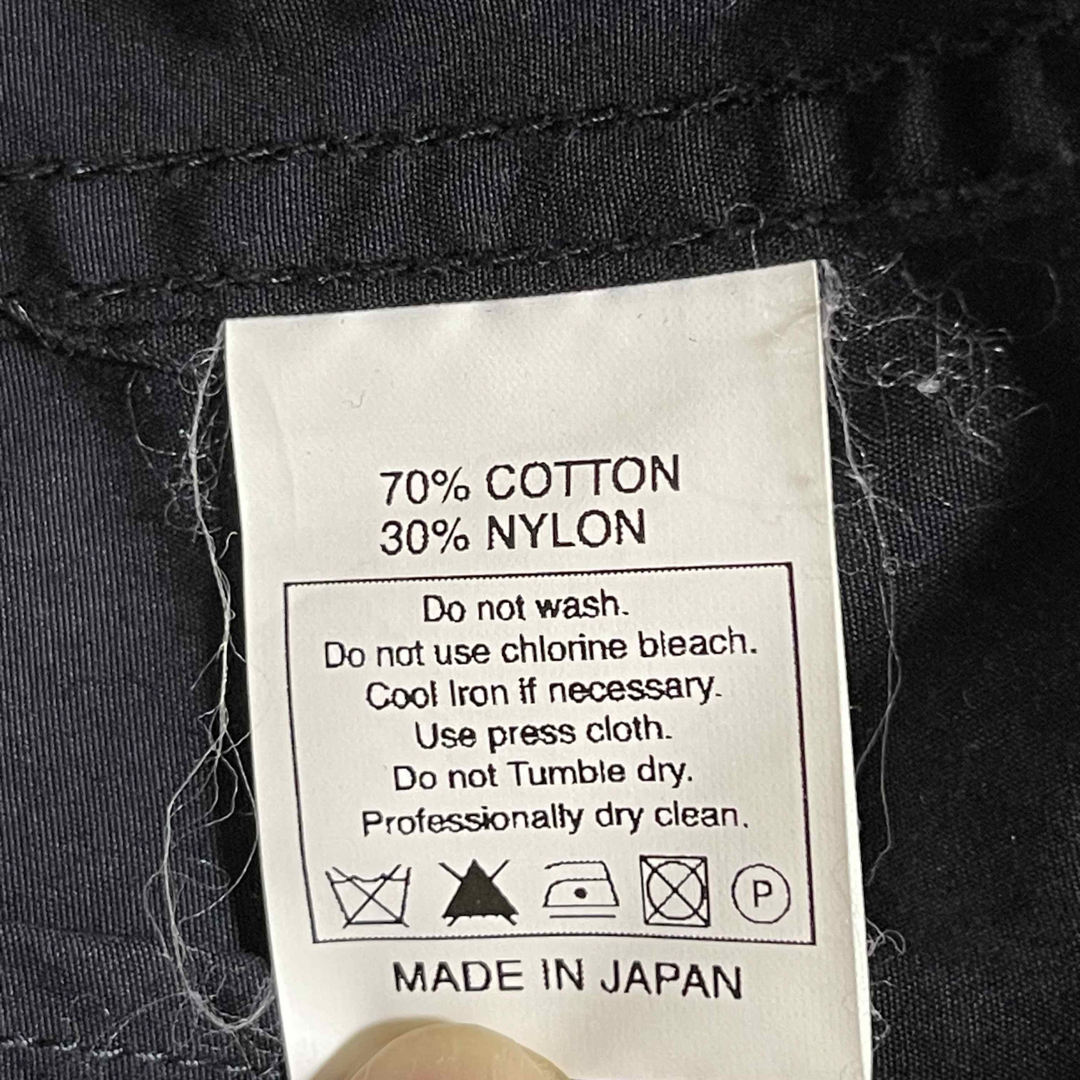 70% COTTON
30% NYLON
Do not wash.
Do not use chlorine bleach.
Cool Iron if necessary.
Use press cloth.
Do not Tumble dry.
Professionally dry clean.
P
MADE IN JAPAN